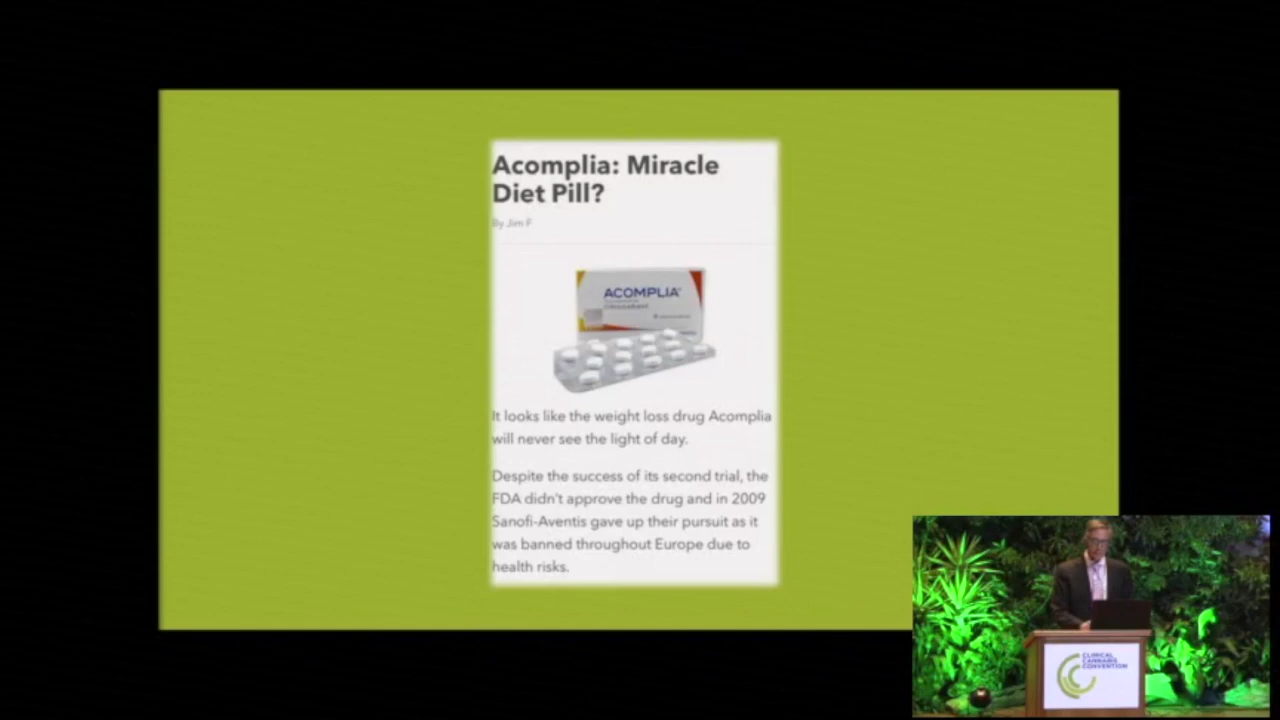 Acomplia: Miracle
Diet Pill?
By Jim F
ACOMPLIA
It looks like the weight loss drug Acomplia
will never see the light of day.
Despite the success of its second trial, the
FDA didn't approve the drug and in 2009
Sanofi-Aventis gave up their pursuit as it
was banned throughout Europe due to
health risks.
CLINICAL
CANNABIS
CONVENTION